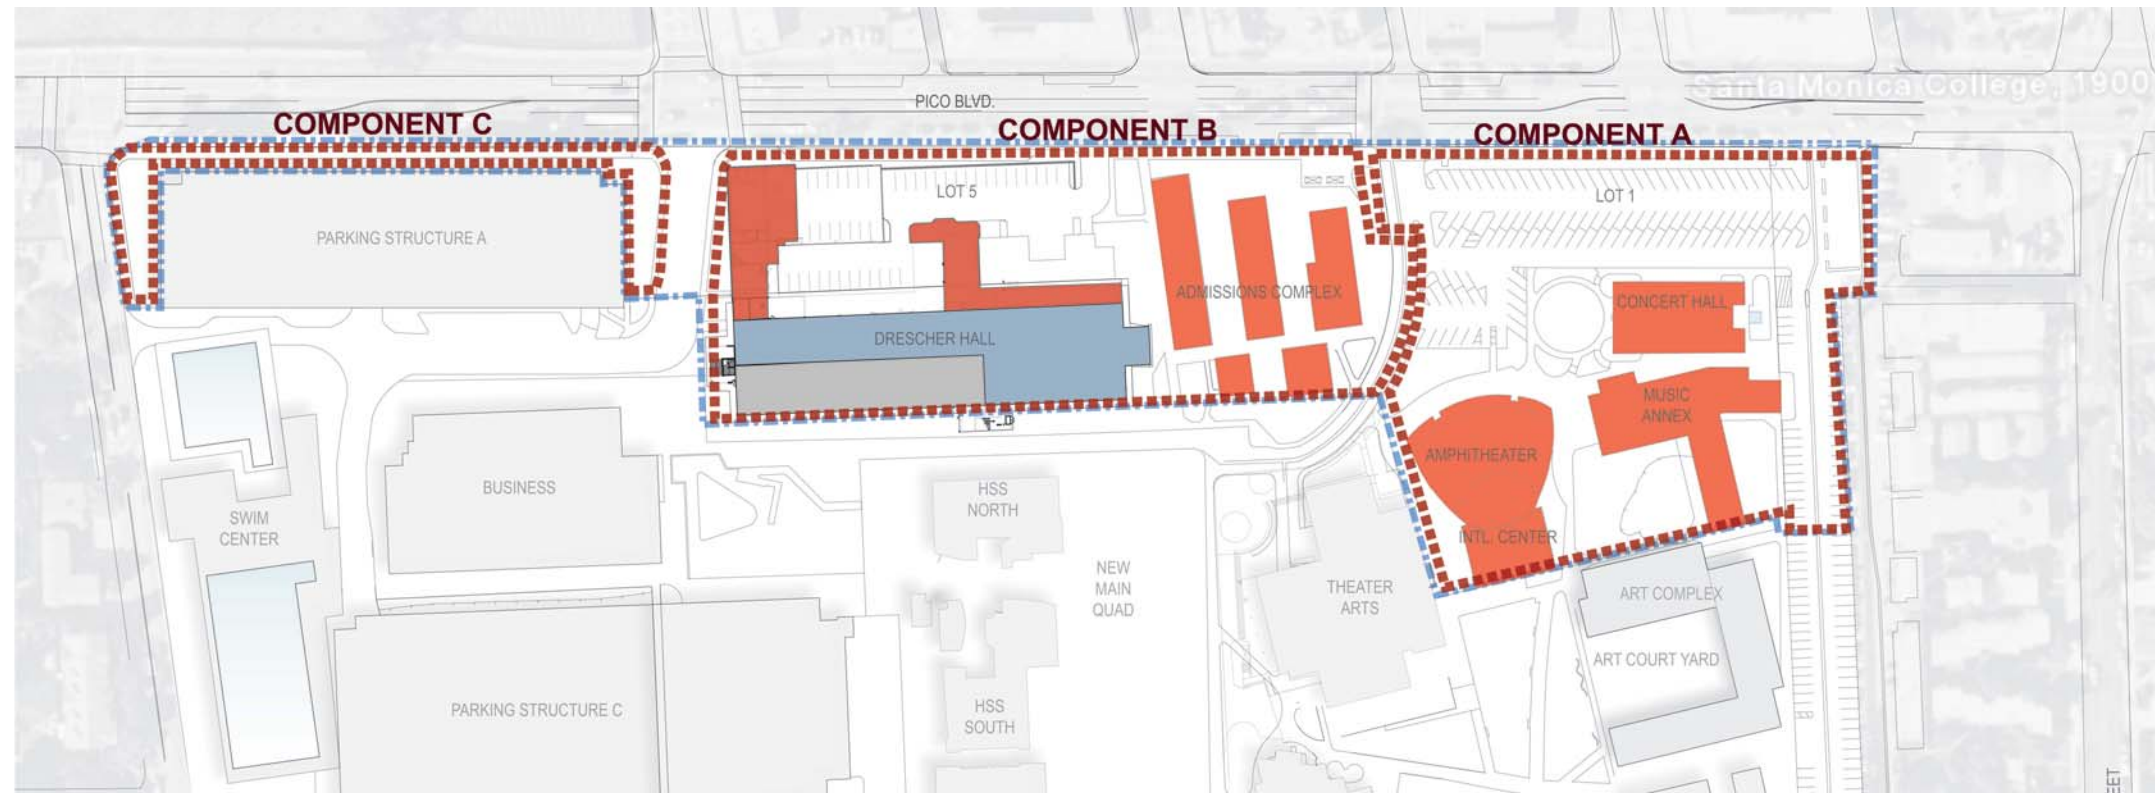 Santa Monica College, 1900
PICO BLVD.
COMPONENT C
COMPONENT B
COMPONENT A
LOT 5
LOT 1
PARKING STRUCTURE A
ADMISSIONS COMPLEX
CONCERT HALL
DRESCHER HALL
MUSIC
ANNEX
AMPHITHEATER
BUSINESS
HSS
NORTH
SWIM
CENTER
INTL. CENTER
NEW
MAIN
QUAD
THEATER
ARTS
ART COMPLEX
ART COURT YARD
PARKING STRUCTURE C
HSS
SOUTH